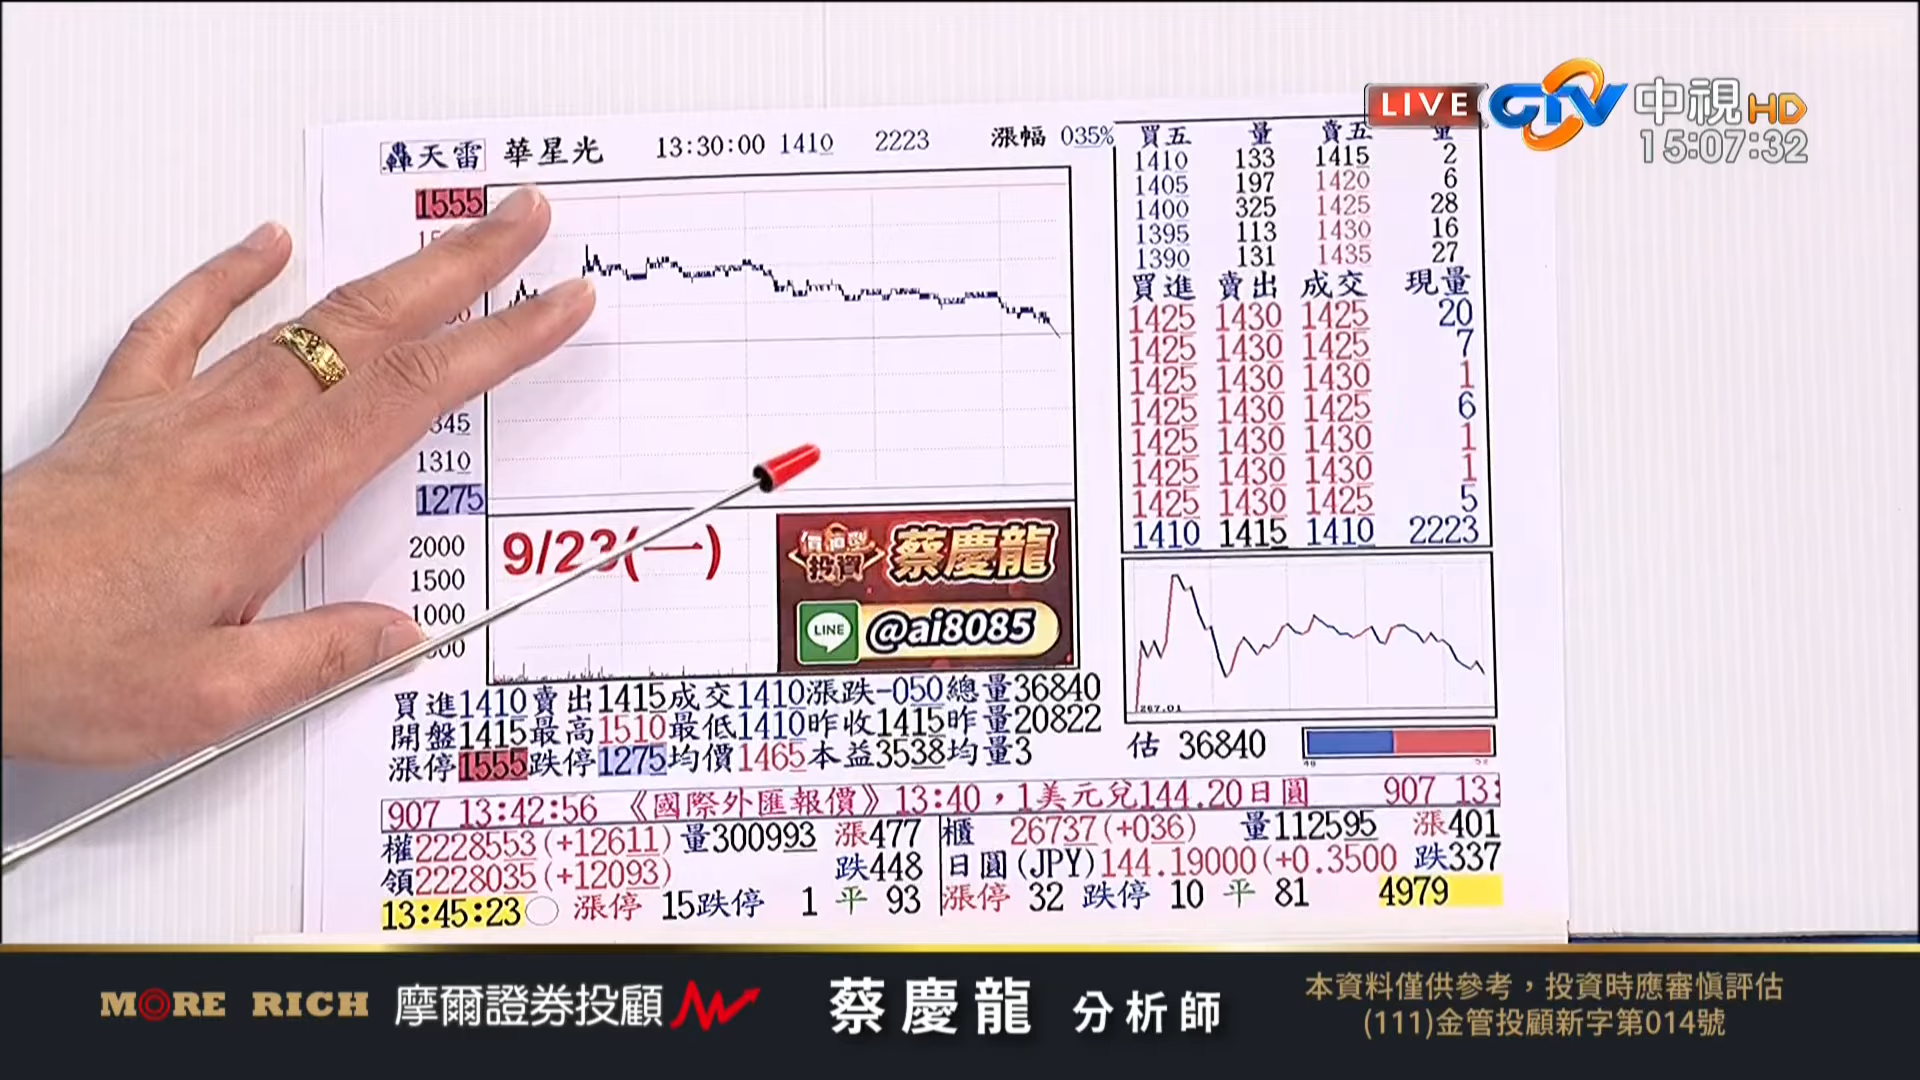 LIVE CTV 中視HD
15:07:32
轟天雷 華星光 13:30:00 1410 2223 漲幅 035%
1555
1345
1310
1275
2000
1500
1000
9/23(一)
價值型投資 蔡慶龍
LINE @ai8085
買五 量 賣五 量
1410 133 1415 2
1405 197 1420 6
1400 325 1425 28
1395 113 1430 16
1390 131 1435 27
買進 賣出 成交 現量
1425 1430 1425 20
1425 1430 1425 7
1425 1430 1430 1
1425 1430 1425 6
1425 1430 1430 1
1425 1430 1430 1
1425 1430 1425 5
1410 1415 1410 2223
267.01
估 36840
買進1410賣出1415成交1410漲跌-050總量36840
開盤1415最高1510最低1410昨收1415昨量20822
漲停1555跌停1275均價1465本益3538均量3
907 13:42:56 《國際外匯報價》13:40，1美元兌144.20日圓 907 13:
權2228553(+12611)量300993 漲477 櫃 26737(+036) 量112595 漲401
領2228035(+12093) 跌448 日圓(JPY)144.19000(+0.3500 跌337
13:45:23 漲停 15跌停 1 平 93 漲停 32 跌停 10 平 81 4979
MORE RICH 摩爾證券投顧 蔡慶龍 分析師
本資料僅供參考，投資時應審慎評估
(111)金管投顧新字第014號